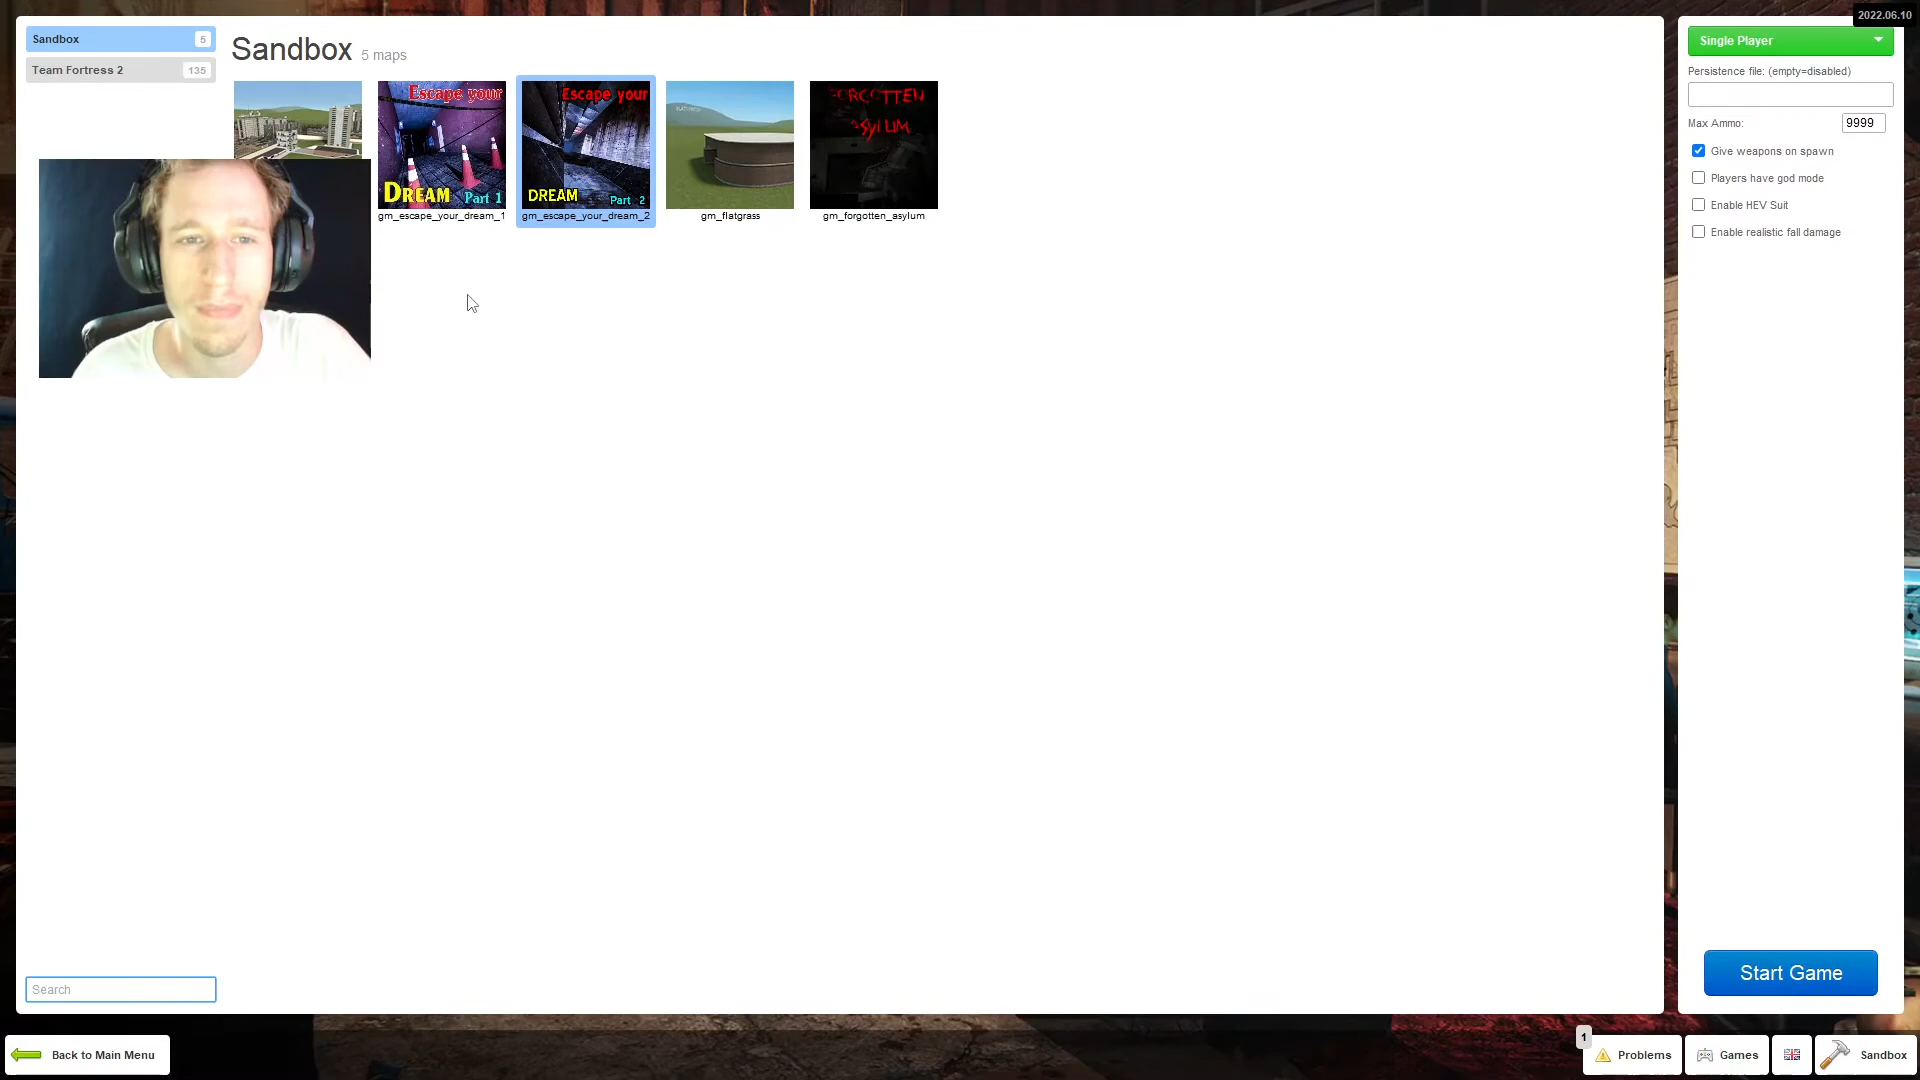 2022.06.10
Sandbox 5
Team Fortress 2 135
Sandbox 5 maps
Escape your
DREAM Part 1
gm_escape_your_dream_1
Escape your
DREAM Part 2
gm_escape_your_dream_2
FLATGRASS
gm_flatgrass
FORGOTTEN
ASYLUM
gm_forgotten_asylum
Single Player
Persistence file: (empty=disabled)
Max Ammo: 9999
Give weapons on spawn
Players have god mode
Enable HEV Suit
Enable realistic fall damage
Start Game
Search
Back to Main Menu
1
Problems
Games
Sandbox